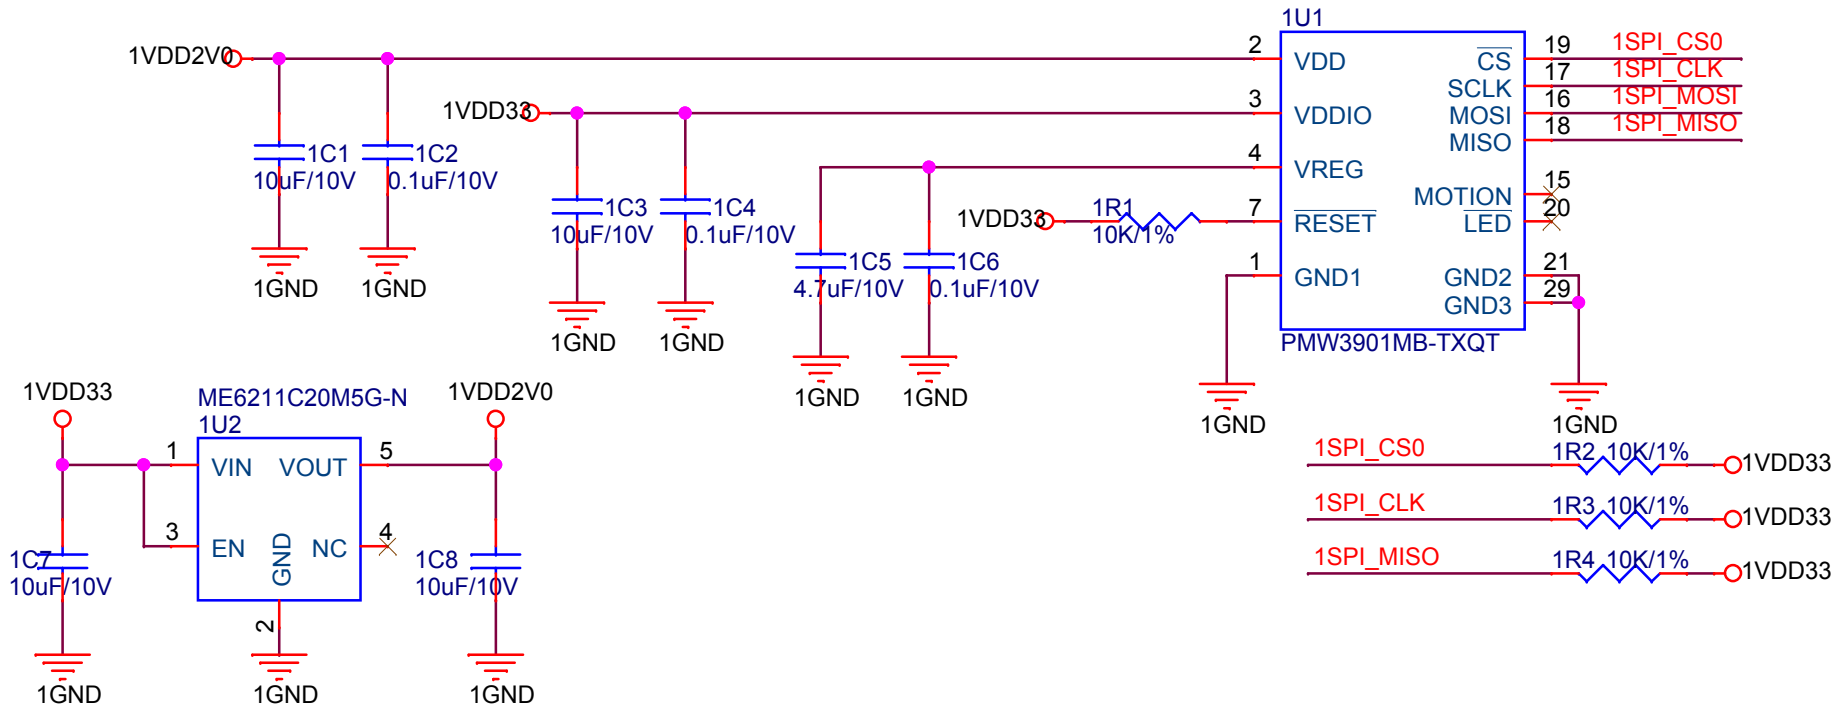 1U1
1VDD2V0
2
VDD
CS
19
1SPI_CS0
SCLK
17
1SPI_CLK
1VDD33
3
VDDIO
MOSI
16
1SPI_MOSI
MISO
18
1SPI_MISO
1C1
10uF/10V
1C2
0.1uF/10V
4
VREG
MOTION
15
1C3
10uF/10V
1C4
0.1uF/10V
1VDD33
1R1
10K/1%
7
RESET
LED
20
1GND
1GND
1C5
4.7uF/10V
1C6
0.1uF/10V
1
GND1
GND2
21
GND3
29
1GND
1GND
PMW3901MB-TXQT
1GND
1GND
1GND
1GND
1VDD33
ME6211C20M5G-N
1U2
1VDD2V0
1
VIN
VOUT
5
3
EN
GND
NC
4
2
1C7
10uF/10V
1C8
10uF/10V
1GND
1GND
1GND
1SPI_CS0
1R2 10K/1%
1VDD33
1SPI_CLK
1R3 10K/1%
1VDD33
1SPI_MISO
1R4 10K/1%
1VDD33